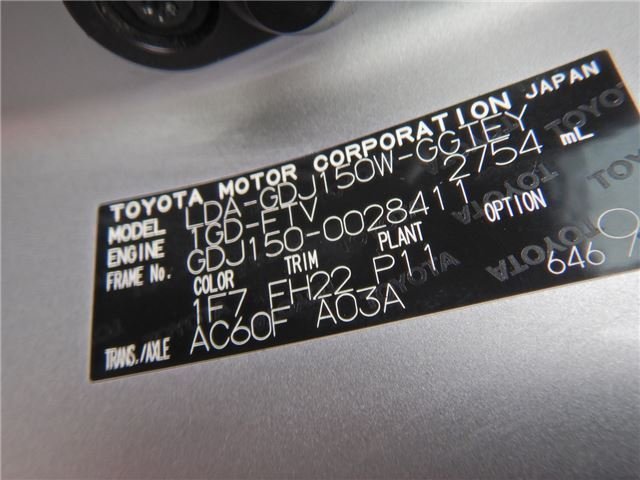 TOYOTA MOTOR CORPORATION JAPAN
MODEL LDA-GDJ150W-GGTEY
ENGINE 1GD-FTV 2754 mL
FRAME No. GDJ150-0028411
COLOR TRIM PLANT OPTION
1F7 FH22 P11 6469
TRANS./AXLE AC60F A03A